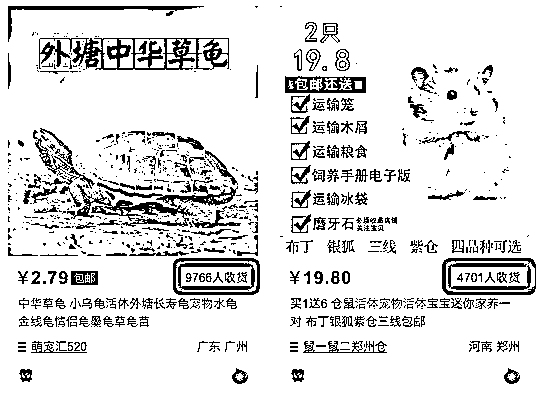 外塘中华草龟
¥2.79 包邮
9766人收货
中华草龟 小乌龟活体外塘长寿龟宠物水龟
金线龟情侣龟墨龟草龟苗
萌宠汇520
广东 广州
2只
19.8
包邮还送
运输笼
运输木屑
运输粮食
饲养手册电子版
运输冰袋
磨牙石
关注宝贝
布丁 银狐 三线 紫仓 四品种可选
¥19.80
4701人收货
买1送6 仓鼠活体宠物活体宝宝迷你家养一
对 布丁银狐紫仓三线包邮
鼠一鼠二郑州仓
河南 郑州